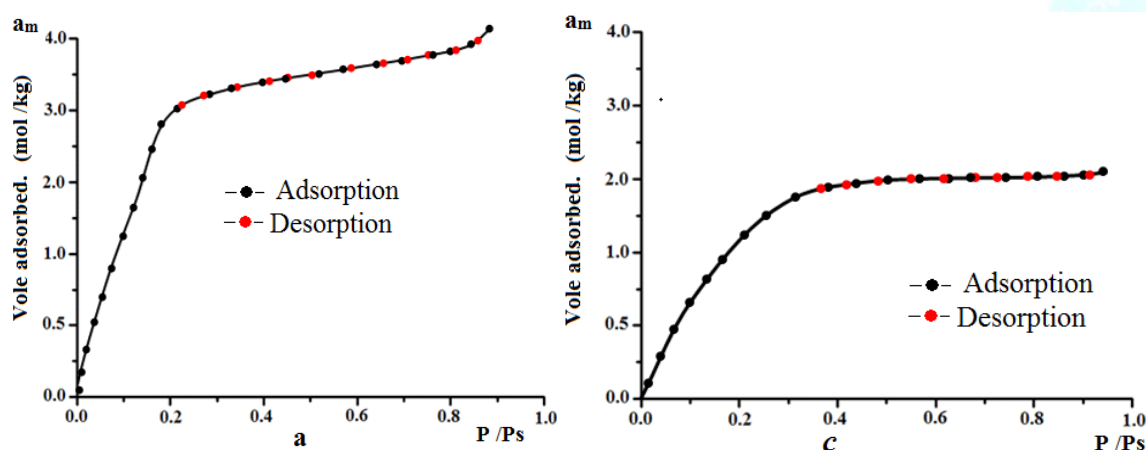 a_m
Vole adsorbed. (mol /kg)
4.0
3.0
2.0
1.0
0.5
0.0
Adsorption
Desorption
0.0 0.2 0.4 0.6 0.8 1.0
a
P /Ps
a_m
Vole adsorbed. (mol /kg)
4.0
3.0
2.0
1.0
0.5
0.0
Adsorption
Desorption
0.0 0.2 0.4 0.6 0.8 1.0
c
P /Ps